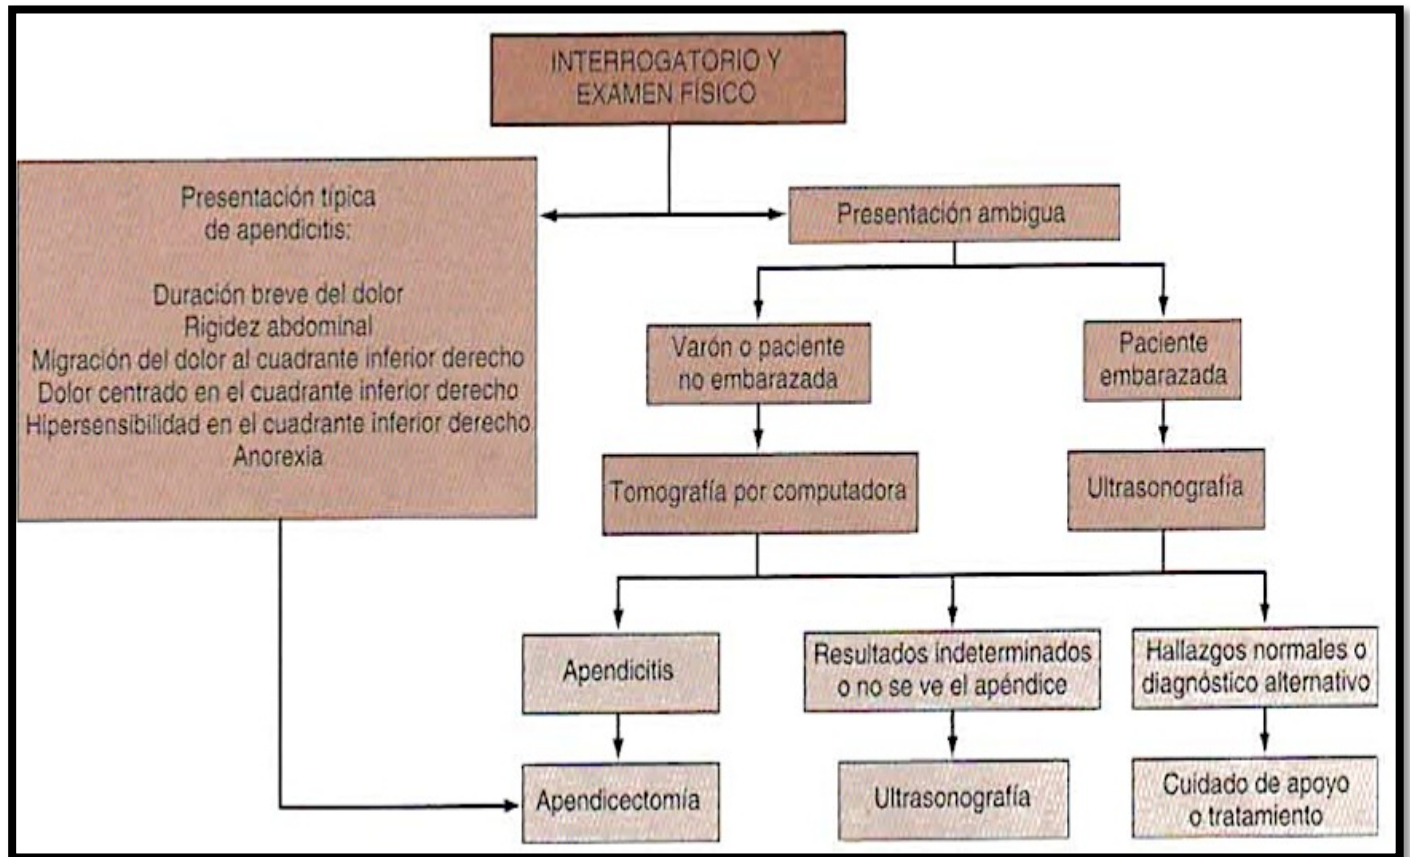 INTERROGATORIO Y
EXAMEN FÍSICO
Presentación típica
de apendicitis:
Duración breve del dolor
Rigidez abdominal
Migración del dolor al cuadrante inferior derecho
Dolor centrado en el cuadrante inferior derecho
Hipersensibilidad en el cuadrante inferior derecho
Anorexia
Presentación ambigua
Varón o paciente
no embarazada
Paciente
embarazada
Tomografía por computadora
Ultrasonografía
Apendicitis
Resultados indeterminados
o no se ve el apéndice
Hallazgos normales o
diagnóstico alternativo
Apendicectomía
Ultrasonografía
Cuidado de apoyo
o tratamiento